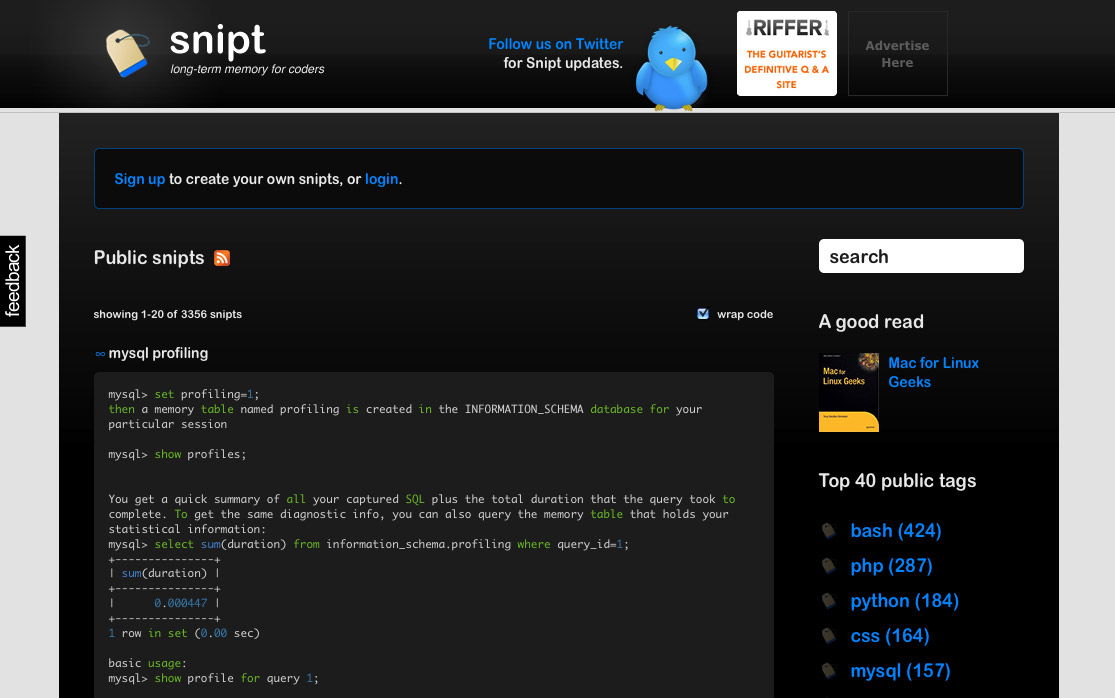 snipt
long-term memory for coders
Follow us on Twitter
for Snipt updates.
RIFFER
THE GUITARIST'S
DEFINITIVE Q & A
SITE
Advertise
Here
feedback
Sign up to create your own snipts, or login.
Public snipts
search
showing 1-20 of 3356 snipts
wrap code
∞ mysql profiling
mysql> set profiling=1;
then a memory table named profiling is created in the INFORMATION_SCHEMA database for your
particular session
mysql> show profiles;
You get a quick summary of all your captured SQL plus the total duration that the query took to
complete. To get the same diagnostic info, you can also query the memory table that holds your
statistical information:
mysql> select sum(duration) from information_schema.profiling where query_id=1;
+---------------+
| sum(duration) |
+---------------+
|      0.000447 |
+---------------+
1 row in set (0.00 sec)
basic usage:
mysql> show profile for query 1;
A good read
Mac for
Linux Geeks
Mac for Linux
Geeks
Top 40 public tags
bash (424)
php (287)
python (184)
css (164)
mysql (157)